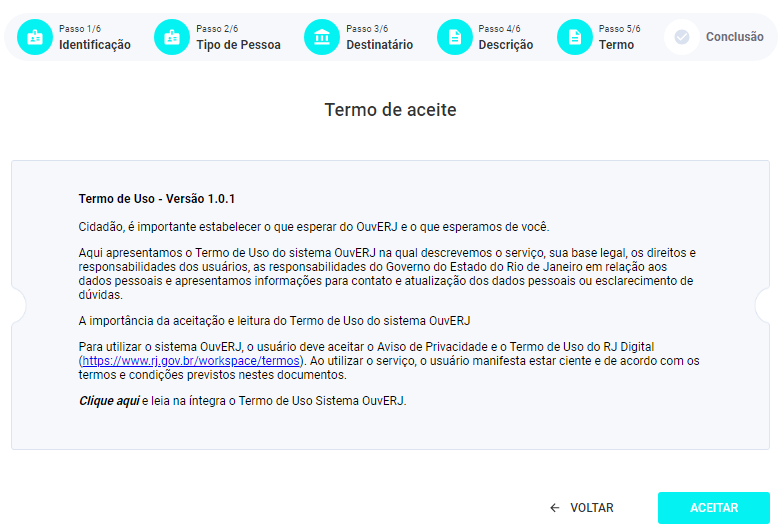 Passo 1/6
Identificação
Passo 2/6
Tipo de Pessoa
Passo 3/6
Destinatário
Passo 4/6
Descrição
Passo 5/6
Termo
Conclusão
Termo de aceite
Termo de Uso - Versão 1.0.1
Cidadão, é importante estabelecer o que esperar do OuvERJ e o que esperamos de você.
Aqui apresentamos o Termo de Uso do sistema OuvERJ na qual descrevemos o serviço, sua base legal, os direitos e
responsabilidades dos usuários, as responsabilidades do Governo do Estado do Rio de Janeiro em relação aos
dados pessoais e apresentamos informações para contato e atualização dos dados pessoais ou esclarecimento de
dúvidas.
A importância da aceitação e leitura do Termo de Uso do sistema OuvERJ
Para utilizar o sistema OuvERJ, o usuário deve aceitar o Aviso de Privacidade e o Termo de Uso do RJ Digital
(https://www.rj.gov.br/workspace/termos). Ao utilizar o serviço, o usuário manifesta estar ciente e de acordo com os
termos e condições previstos nestes documentos.
Clique aqui e leia na íntegra o Termo de Uso Sistema OuvERJ.
VOLTAR
ACEITAR